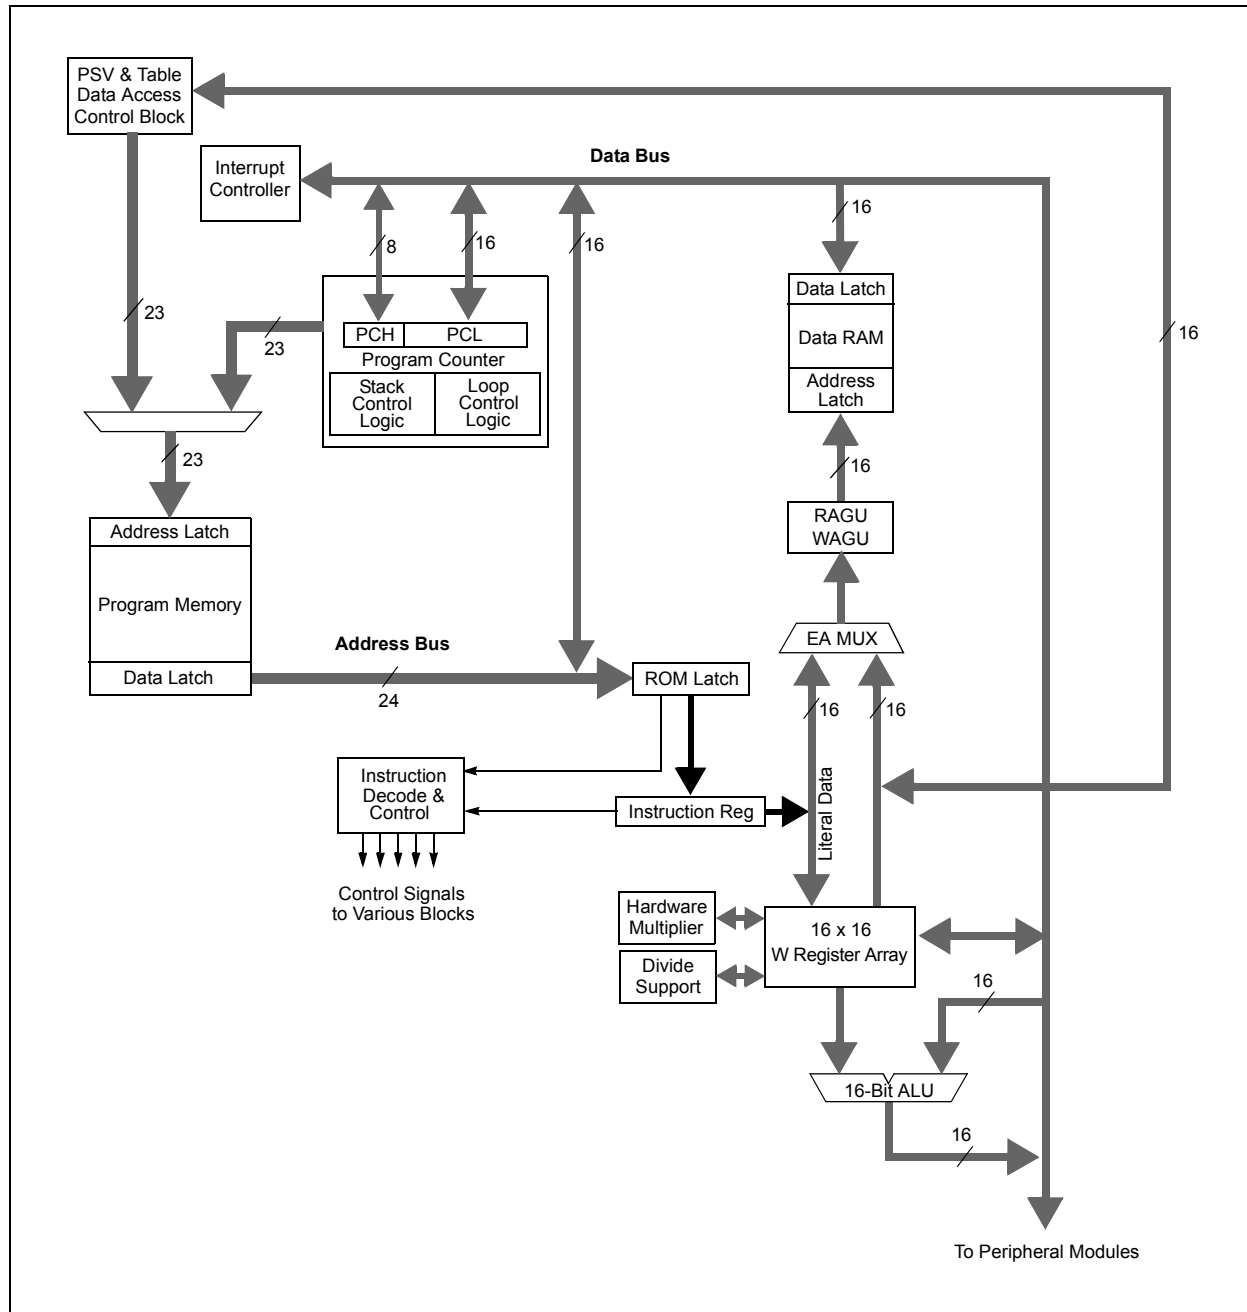 PSV & Table
Data Access
Control Block
Data Bus
Interrupt
Controller
16
8
16
16
Data Latch
23
23
16
PCH
PCL
Data RAM
Program Counter
Stack
Control
Logic
Loop
Control
Logic
Address
Latch
23
16
RAGU
WAGU
Address Latch
Program Memory
Address Bus
EA MUX
Data Latch
ROM Latch
24
16
16
Instruction
Decode &
Control
Literal Data
Instruction Reg
Control Signals
to Various Blocks
Hardware
Multiplier
16 x 16
W Register Array
Divide
Support
16
16-Bit ALU
16
To Peripheral Modules